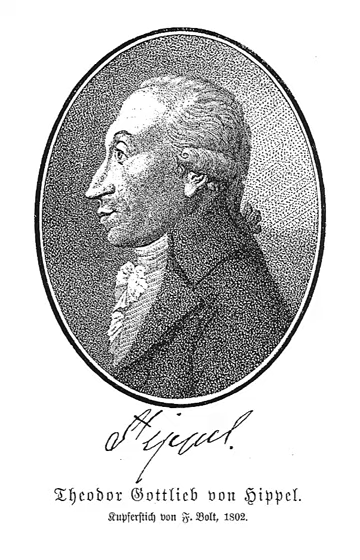 Hippel.
Theodor Gottlieb von Hippel.
Kupferstich von F. Bolt, 1802.